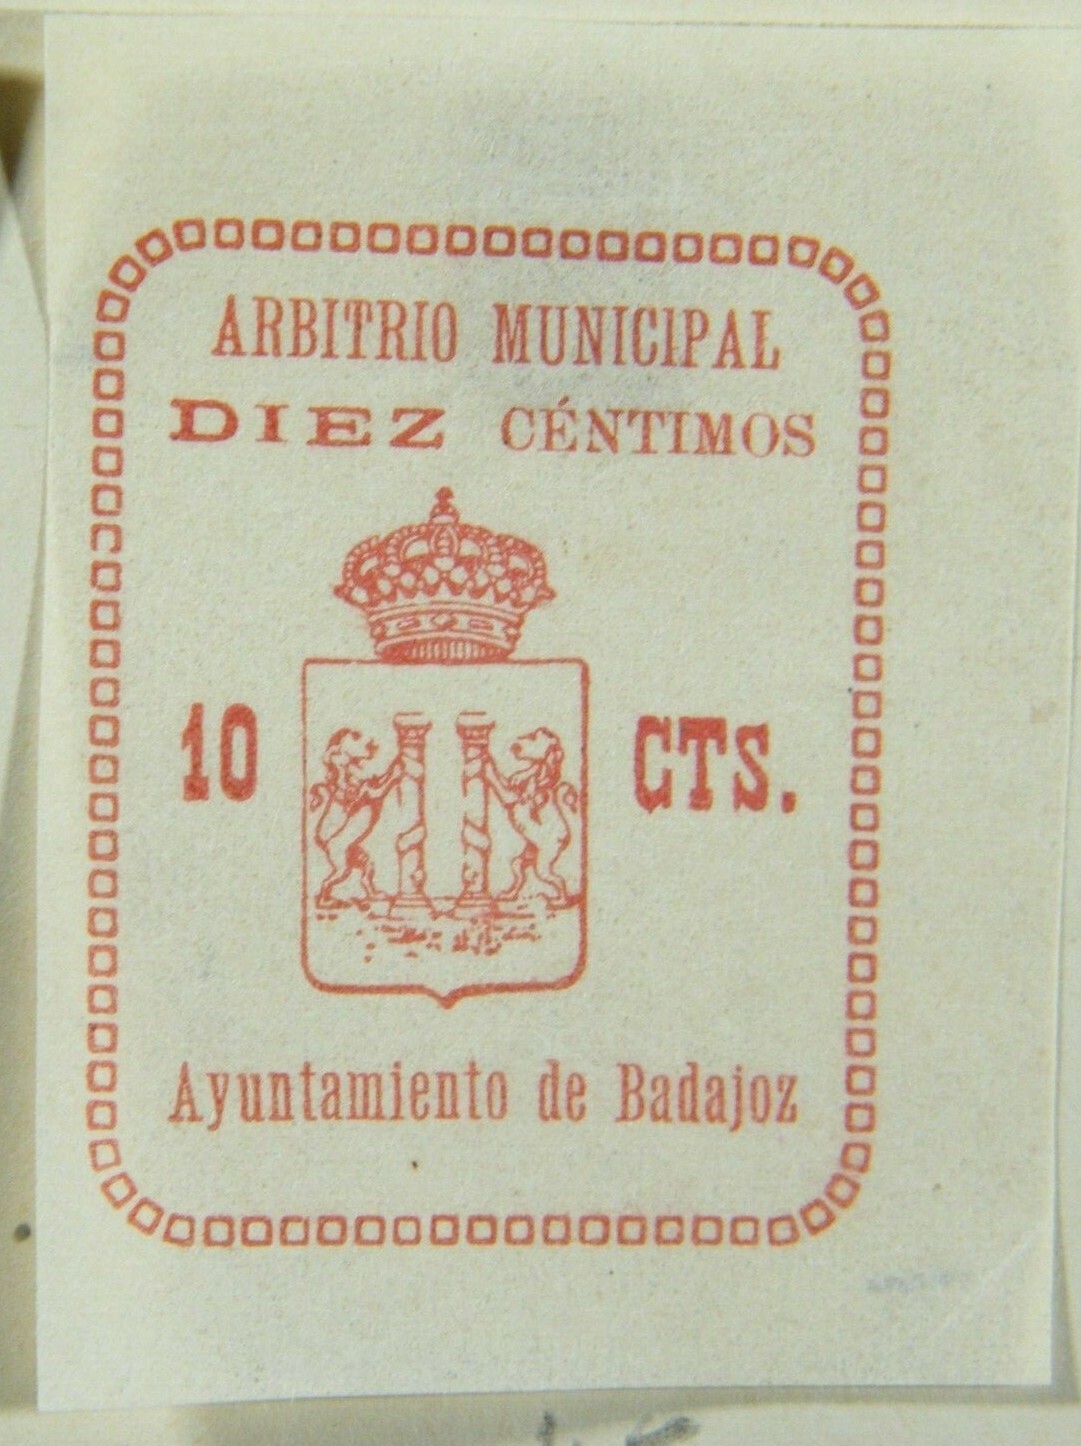 ARBITRIO MUNICIPAL
DIEZ CÉNTIMOS
10 CTS.
Ayuntamiento de Badajoz